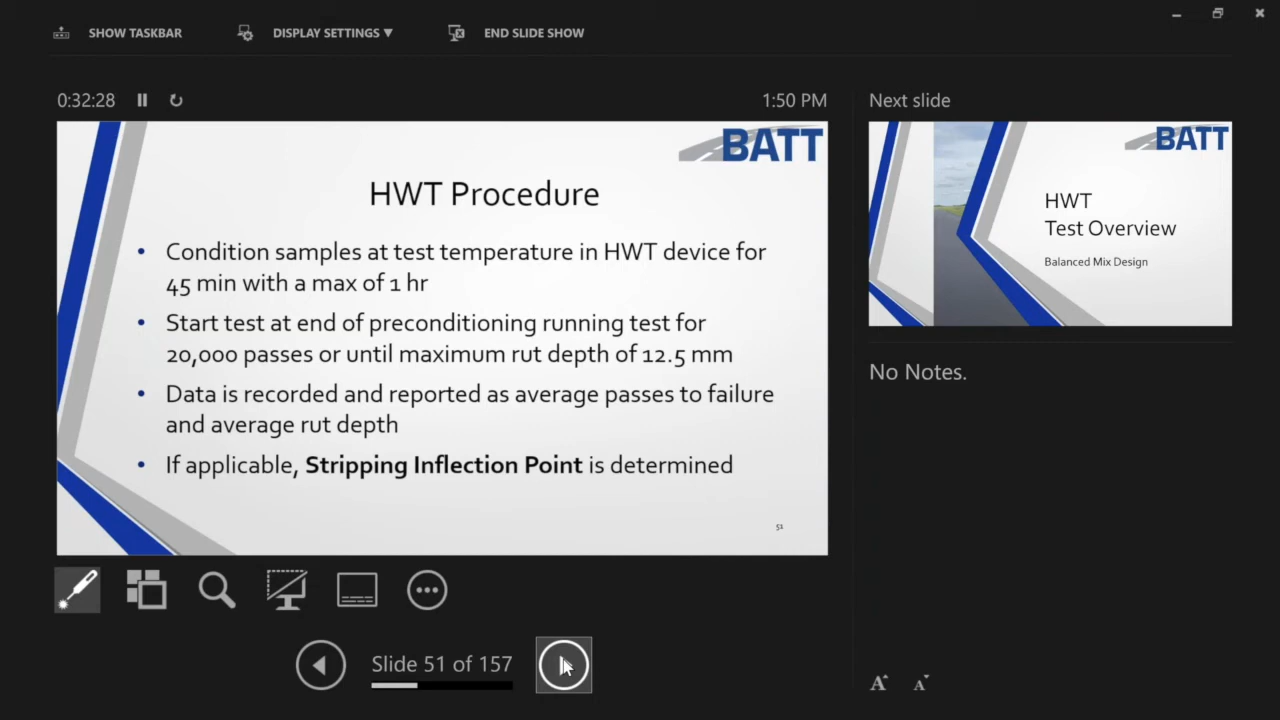 SHOW TASKBAR
DISPLAY SETTINGS ▼
END SLIDE SHOW
0:32:28
1:50 PM
Next slide
BATT
HWT Procedure
• Condition samples at test temperature in HWT device for
45 min with a max of 1 hr
• Start test at end of preconditioning running test for
20,000 passes or until maximum rut depth of 12.5 mm
• Data is recorded and reported as average passes to failure
and average rut depth
• If applicable, Stripping Inflection Point is determined
51
BATT
HWT
Test Overview
Balanced Mix Design
No Notes.
Slide 51 of 157
A A